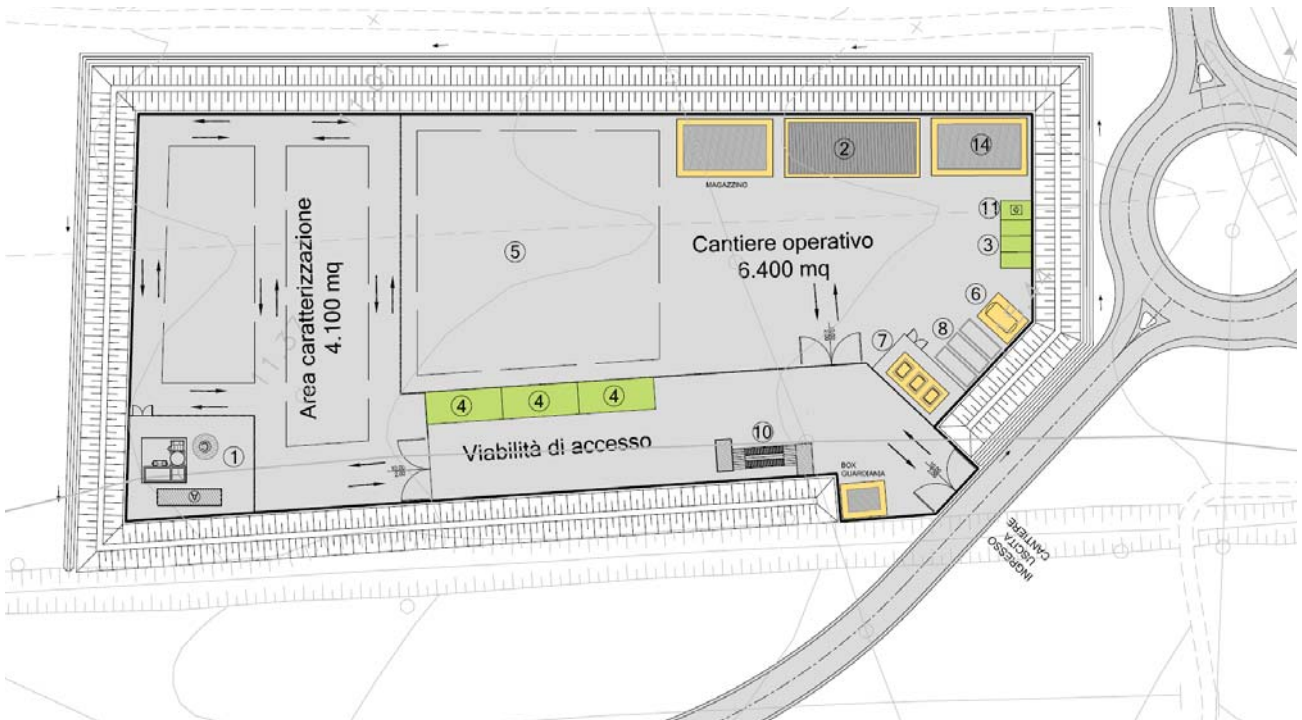 2
14
MAGAZZINO
11
5
Cantiere operativo
6.400 mq
3
Area caratterizzazione
4.100 mq
6
8
7
4
4
4
10
Viabilità di accesso
1
BOX
GUARDIANIA
INGRESSO
USCITA
CANTIERE